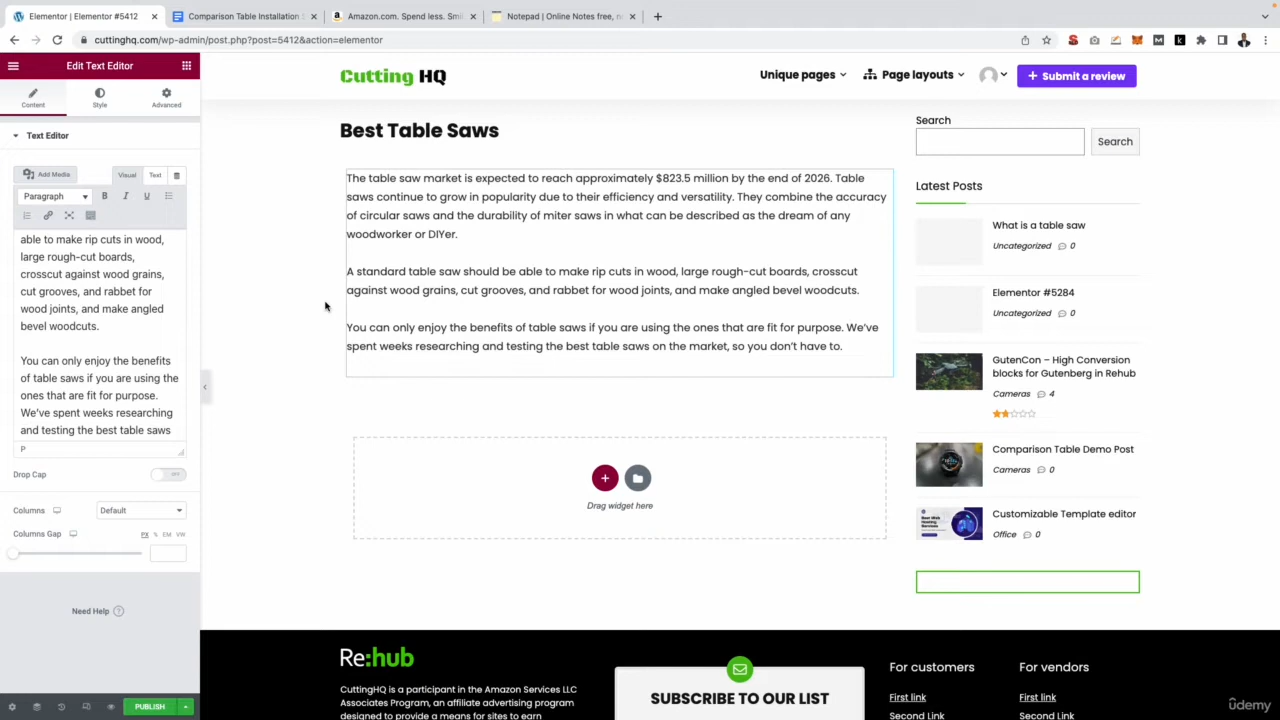 Elementor | Elementor #5412
Comparison Table Installation
Amazon.com. Spend less. Smi
Notepad | Online Notes free, n
cuttinghq.com/wp-admin/post.php?post=5412&action=elementor
Edit Text Editor
Content
Style
Advanced
Text Editor
Add Media
Visual
Text
Paragraph
B
I
U
able to make rip cuts in wood,
large rough-cut boards,
crosscut against wood grains,
cut grooves, and rabbet for
wood joints, and make angled
bevel woodcuts.
You can only enjoy the benefits
of table saws if you are using the
ones that are fit for purpose.
We've spent weeks researching
and testing the best table saws
P
Drop Cap
OFF
Columns
Default
Columns Gap
PX % EM VW
Need Help
PUBLISH
Cutting HQ
Unique pages
Page layouts
+ Submit a review
Best Table Saws
The table saw market is expected to reach approximately $823.5 million by the end of 2026. Table
saws continue to grow in popularity due to their efficiency and versatility. They combine the accuracy
of circular saws and the durability of miter saws in what can be described as the dream of any
woodworker or DIYer.
A standard table saw should be able to make rip cuts in wood, large rough-cut boards, crosscut
against wood grains, cut grooves, and rabbet for wood joints, and make angled bevel woodcuts.
You can only enjoy the benefits of table saws if you are using the ones that are fit for purpose. We've
spent weeks researching and testing the best table saws on the market, so you don't have to.
Drag widget here
Search
Search
Latest Posts
What is a table saw
Uncategorized 0
Elementor #5284
Uncategorized 0
GutenCon – High Conversion
blocks for Gutenberg in Rehub
Cameras 4
Comparison Table Demo Post
Cameras 0
Customizable Template editor
Office 0
Re:hub
CuttingHQ is a participant in the Amazon Services LLC
Associates Program, an affiliate advertising program
designed to provide a means for sites to earn
SUBSCRIBE TO OUR LIST
For customers
First link
Second Link
For vendors
First link
Second Link
ûdemy